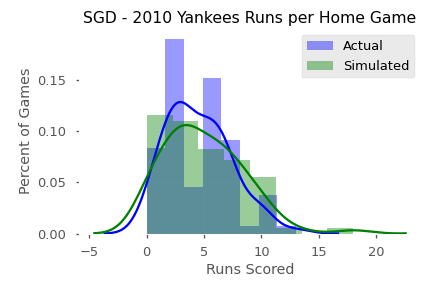 SGD - 2010 Yankees Runs per Home Game
Actual
Simulated
Percent of Games
0.15
0.10
0.05
0.00
−5
0
5
10
15
20
Runs Scored